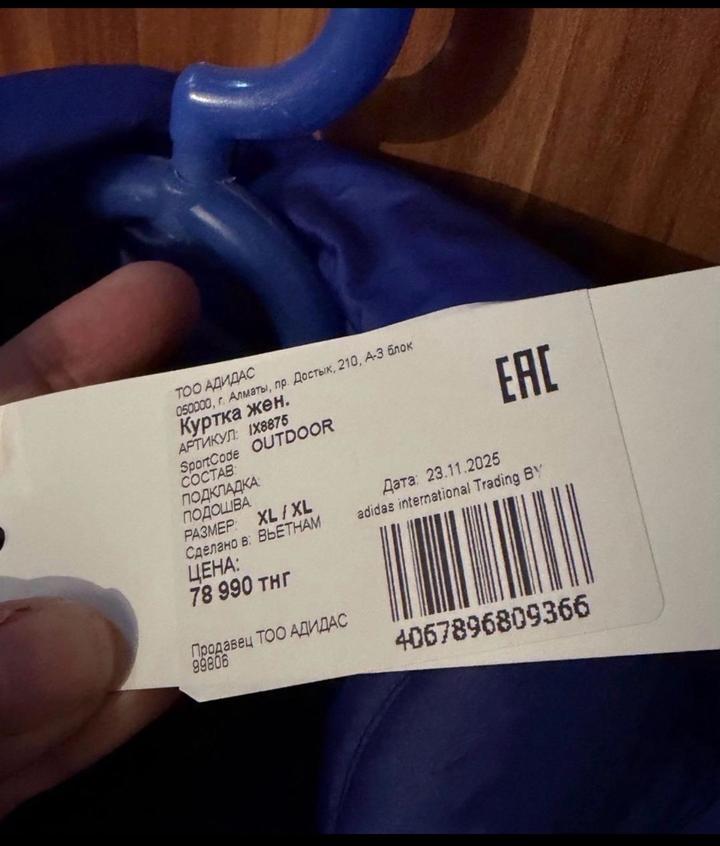 ТОО АДИДАС
050000, г. Алматы, пр. Достык, 210, А-3 блок
Куртка жен.
АРТИКУЛ: IX8875
SportCode OUTDOOR
СОСТАВ:
ПОДКЛАДКА:
ПОДОШВА
РАЗМЕР: XL / XL
Сделано в: ВЬЕТНАМ
ЦЕНА:
78 990 тнг
Продавец ТОО АДИДАС
99806
EAC
Дата: 23.11.2025
adidas international Trading BV
4067896809366